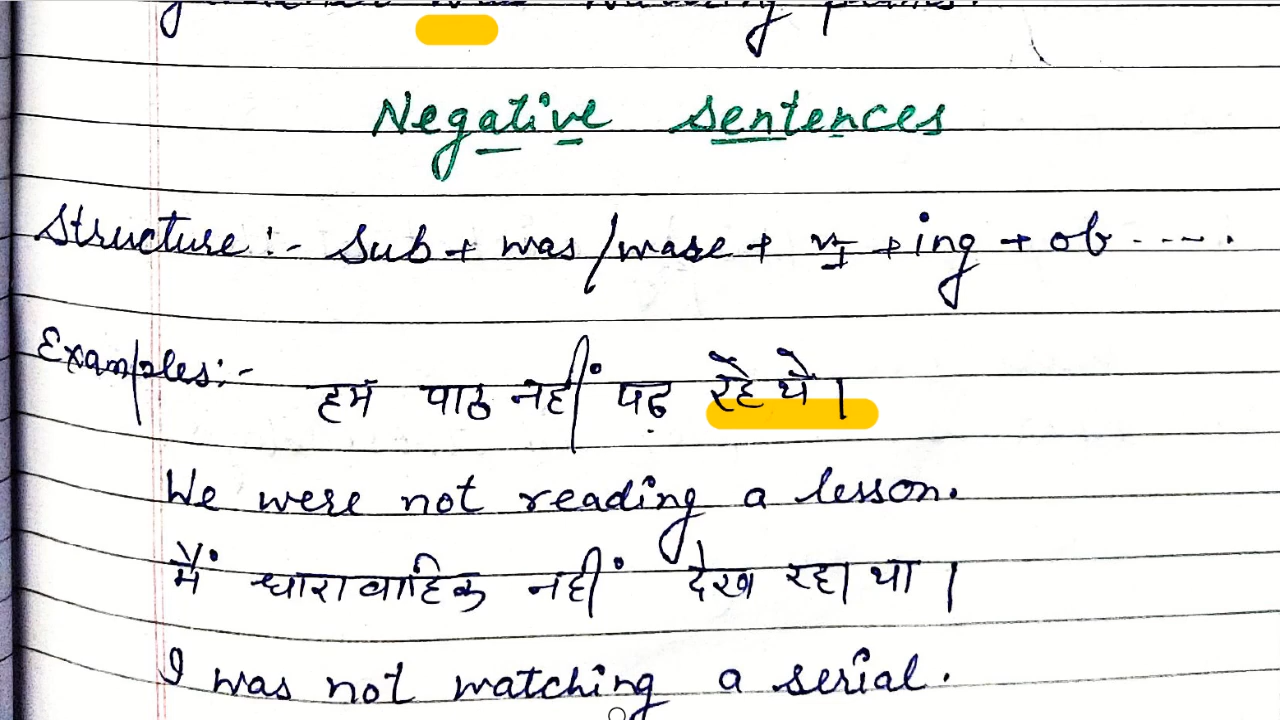 Negative sentences
Structure :- Sub + was/ware + v I + ing + ob ......
Examples:- हम पाठ नहीं पढ़ रहे थे।
We were not reading a lesson.
मैं धारावाहिक नहीं देख रहा था।
I was not watching a serial.